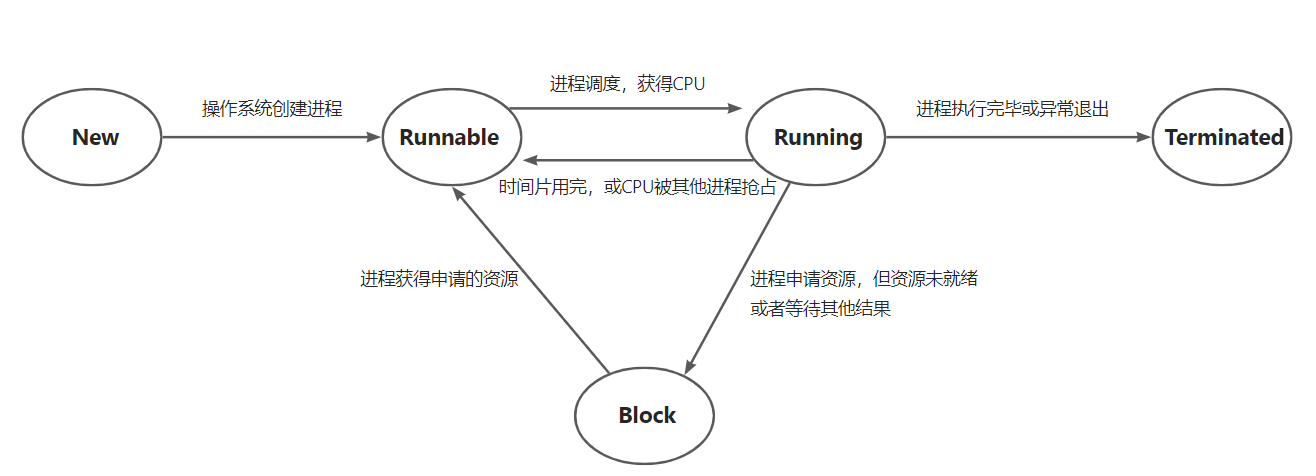 进程调度，获得CPU
操作系统创建进程
进程执行完毕或异常退出
New
Runnable
Running
Terminated
时间片用完，或CPU被其他进程抢占
进程获得申请的资源
进程申请资源，但资源未就绪
或者等待其他结果
Block